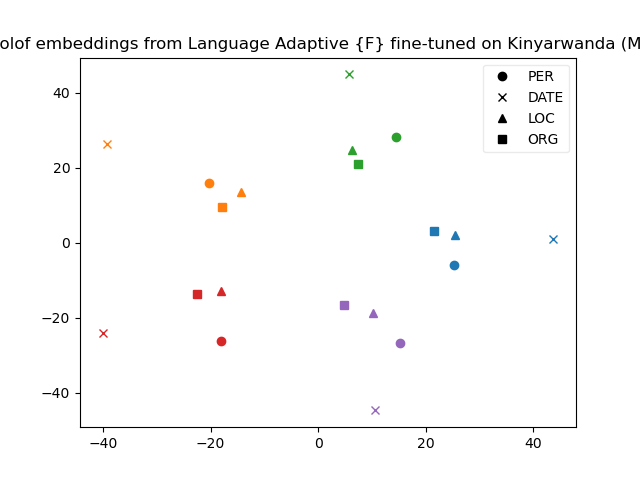 olof embeddings from Language Adaptive {F} fine-tuned on Kinyarwanda (M
PER
DATE
LOC
ORG
40
20
0
−20
−40
−40 −20 0 20 40